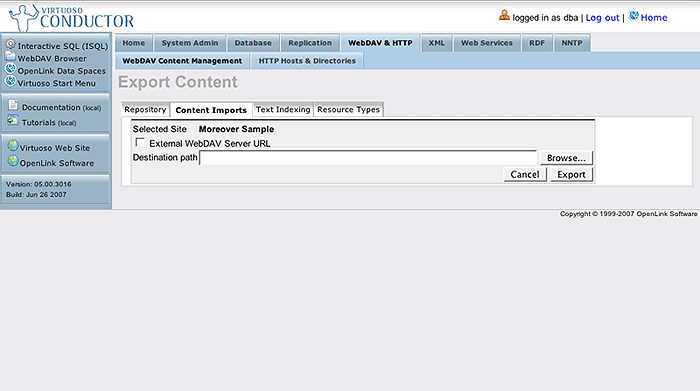 VIRTUOSO
CONDUCTOR
logged in as dba | Log out | Home
Interactive SQL (ISQL)
WebDAV Browser
OpenLink Data Spaces
Virtuoso Start Menu
Documentation (local)
Tutorials (local)
Virtuoso Web Site
OpenLink Software
Version: 05.00.3016
Build: Jun 26 2007
Home System Admin Database Replication WebDAV & HTTP XML Web Services RDF NNTP
WebDAV Content Management HTTP Hosts & Directories
Export Content
Repository Content Imports Text Indexing Resource Types
Selected Site Moreover Sample
External WebDAV Server URL
Destination path Browse...
Cancel Export
Copyright © 1999-2007 OpenLink Software